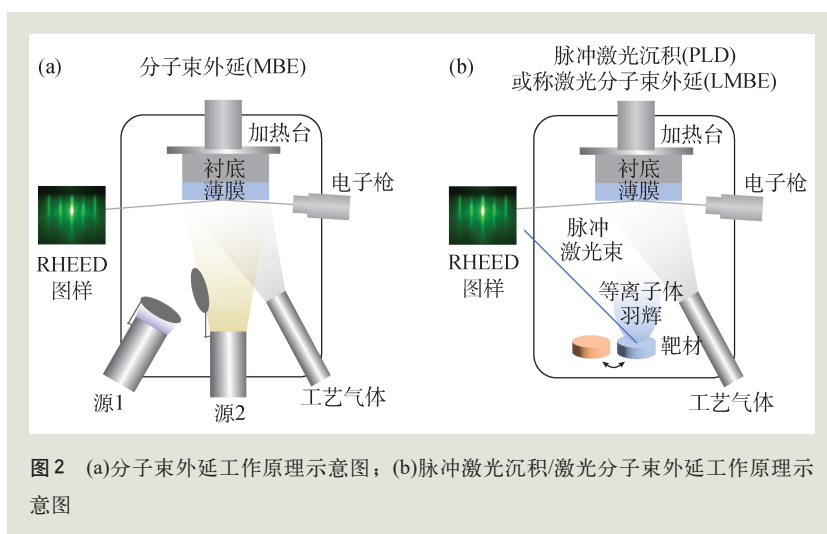 (a)
分子束外延(MBE)
加热台
衬底
薄膜
电子枪
RHEED
图样
源1
源2
工艺气体
(b)
脉冲激光沉积(PLD)
或称激光分子束外延(LMBE)
加热台
衬底
薄膜
电子枪
脉冲
激光束
RHEED
图样
等离子体
羽辉
靶材
工艺气体
图2 (a)分子束外延工作原理示意图；(b)脉冲激光沉积/激光分子束外延工作原理示
意图